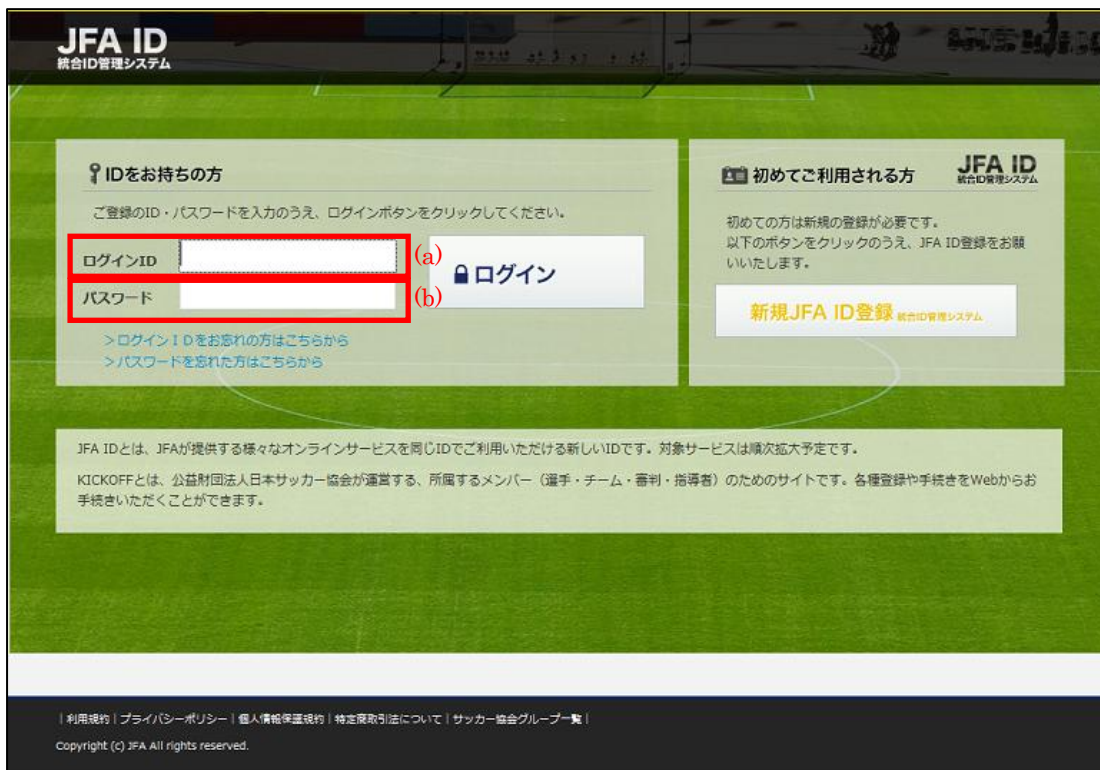 JFA ID
統合ID管理システム
IDをお持ちの方
ご登録のID・パスワードを入力のうえ、ログインボタンをクリックしてください。
ログインID
(a)
パスワード
(b)
ログイン
>ログインIDをお忘れの方はこちらから
>パスワードを忘れた方はこちらから
初めてご利用される方
JFA ID
統合ID管理システム
初めての方は新規の登録が必要です。
以下のボタンをクリックのうえ、JFA ID登録をお願
いいたします。
新規JFA ID登録 統合ID管理システム
JFA IDとは、JFAが提供する様々なオンラインサービスを同じIDでご利用いただける新しいIDです。対象サービスは順次拡大予定です。
KICKOFFとは、公益財団法人日本サッカー協会が運営する、所属するメンバー（選手・チーム・審判・指導者）のためのサイトです。各種登録や手続きをWebからお
手続きいただくことができます。
|利用規約|プライバシーポリシー|個人情報保護規約|特定商取引法について|サッカー協会グループ一覧|
Copyright (c) JFA All rights reserved.